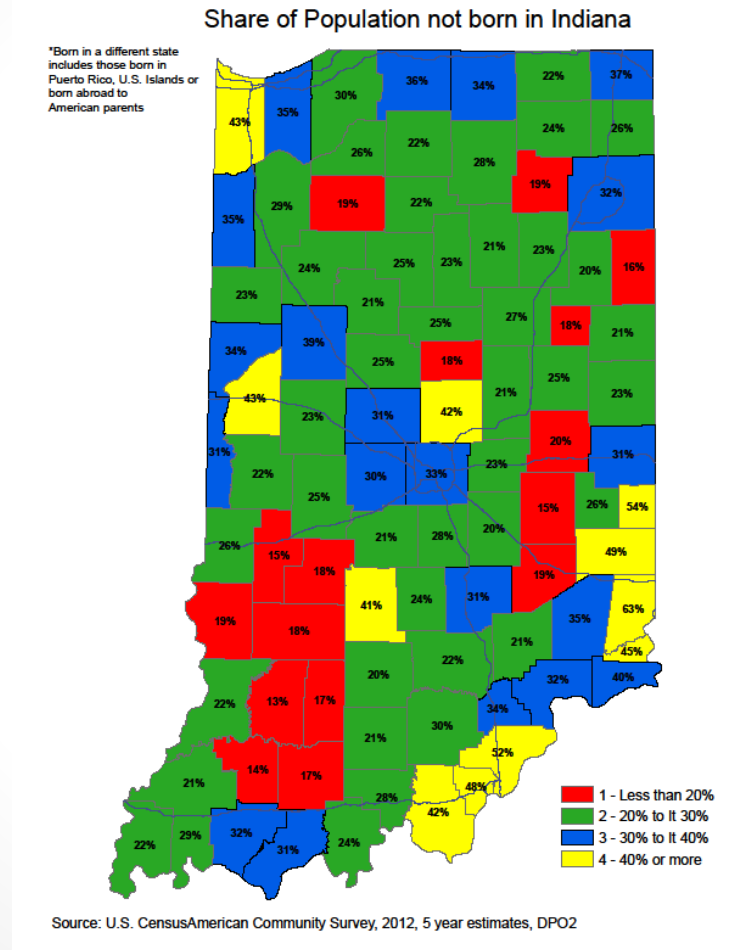 Share of Population not born in Indiana
*Born in a different state
includes those born in
Puerto Rico, U.S. Islands or
born abroad to
American parents
36% 34% 22% 37%
43% 35% 30%
26% 22% 28% 24% 26%
35% 29% 19% 22% 19% 32%
24% 25% 23% 21% 23% 20% 16%
23% 21% 25% 27% 18% 21%
34% 39% 25% 18% 21% 25% 23%
43% 23% 31% 42% 20% 31%
31% 22% 25% 30% 33% 23% 15% 26% 54%
26% 15% 18% 21% 28% 20% 19% 49%
19% 18% 41% 24% 31% 21% 35% 63%
45%
22% 13% 17% 20% 22% 34% 32% 40%
21% 14% 17% 21% 30% 52%
22% 29% 32% 31% 24% 28% 42% 48%
1 - Less than 20%
2 - 20% to lt 30%
3 - 30% to lt 40%
4 - 40% or more
Source: U.S. CensusAmerican Community Survey, 2012, 5 year estimates, DPO2